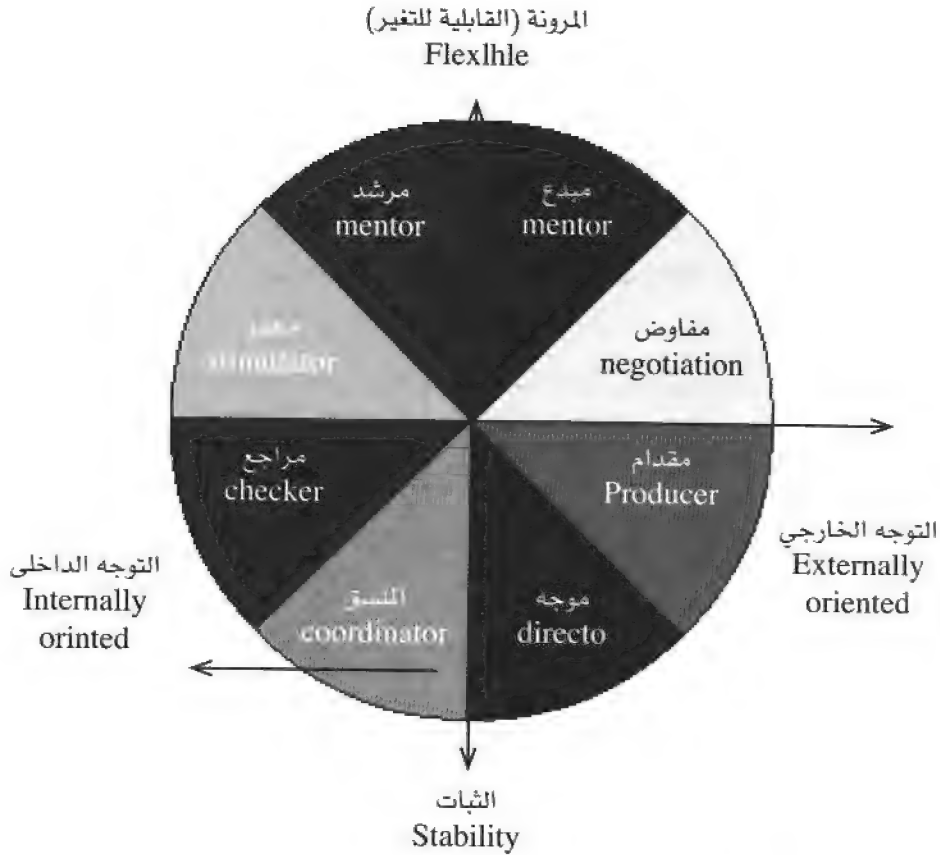 المرونة (القابلية للتغير)
Flexlhle
مرشد
mentor
مبدع
mentor
stimultator
مفاوض
negotiation
مراجع
checker
مقدام
Producer
التوجه الخارجي
Externally
oriented
التوجه الداخلى
Internally
orinted
المنسق
coordinator
موجه
directo
الثبات
Stability